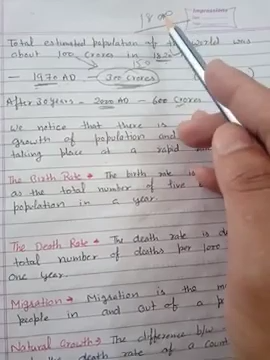 1800
Total estimated population of the world was
about 100 crores in 1820
150
- 1970 AD - 300 crores
After 30 years - 2000 AD - 600 crores
we notice that there is
growth of population and
taking place at a rapid
The Birth Rate The birth rate is
as the total number of live
population in a year.
The Death Rate The death rate is
total number of deaths per
one year.
Migration Migration is the
people in and out of a
Natural Growth The difference b/w
death rate of a